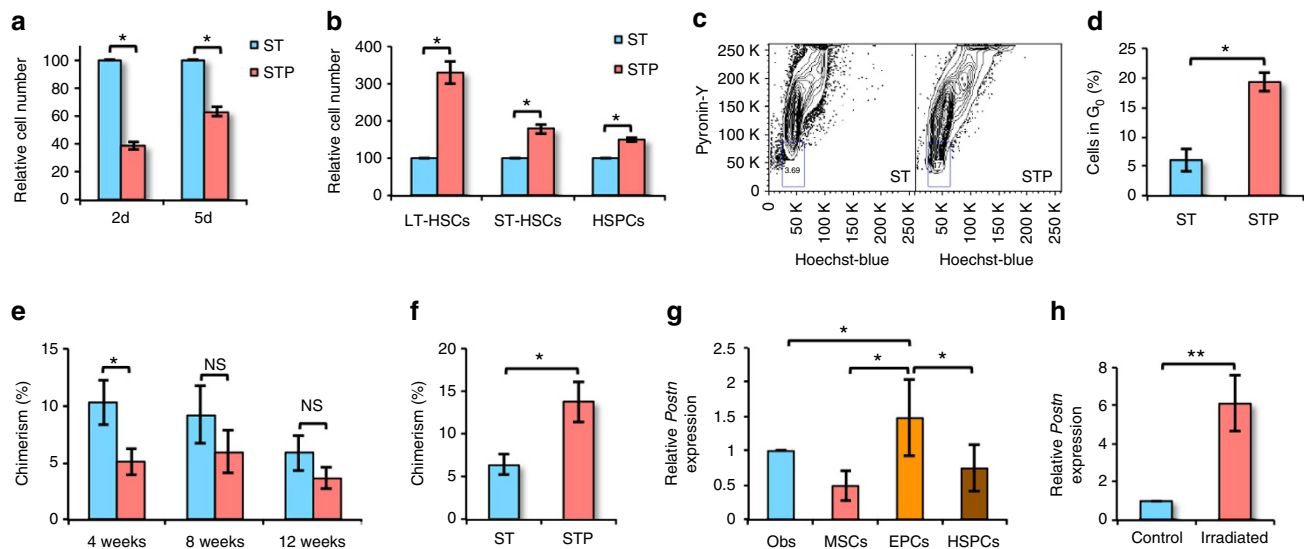 a
Relative cell number
100
80
60
40
20
0
*
*
ST
STP
2d
5d
b
Relative cell number
400
300
200
100
0
*
*
*
ST
STP
LT-HSCs
ST-HSCs
HSPCs
c
Pyronin-Y
250 K
200 K
150 K
100 K
50 K
0
3.69
ST
STP
0
50 K
100 K
150 K
200 K
250 K
0
50 K
100 K
150 K
200 K
250 K
Hoechst-blue
Hoechst-blue
d
Cells in G0 (%)
25
20
15
10
5
0
*
ST
STP
e
Chimerism (%)
15
10
5
0
*
NS
NS
4 weeks
8 weeks
12 weeks
f
Chimerism (%)
20
15
10
5
0
*
ST
STP
g
Relative Postn
expression
2.5
2
1.5
1
0.5
0
*
*
*
Obs
MSCs
EPCs
HSPCs
h
Relative Postn
expression
8
6
4
2
0
**
Control
Irradiated